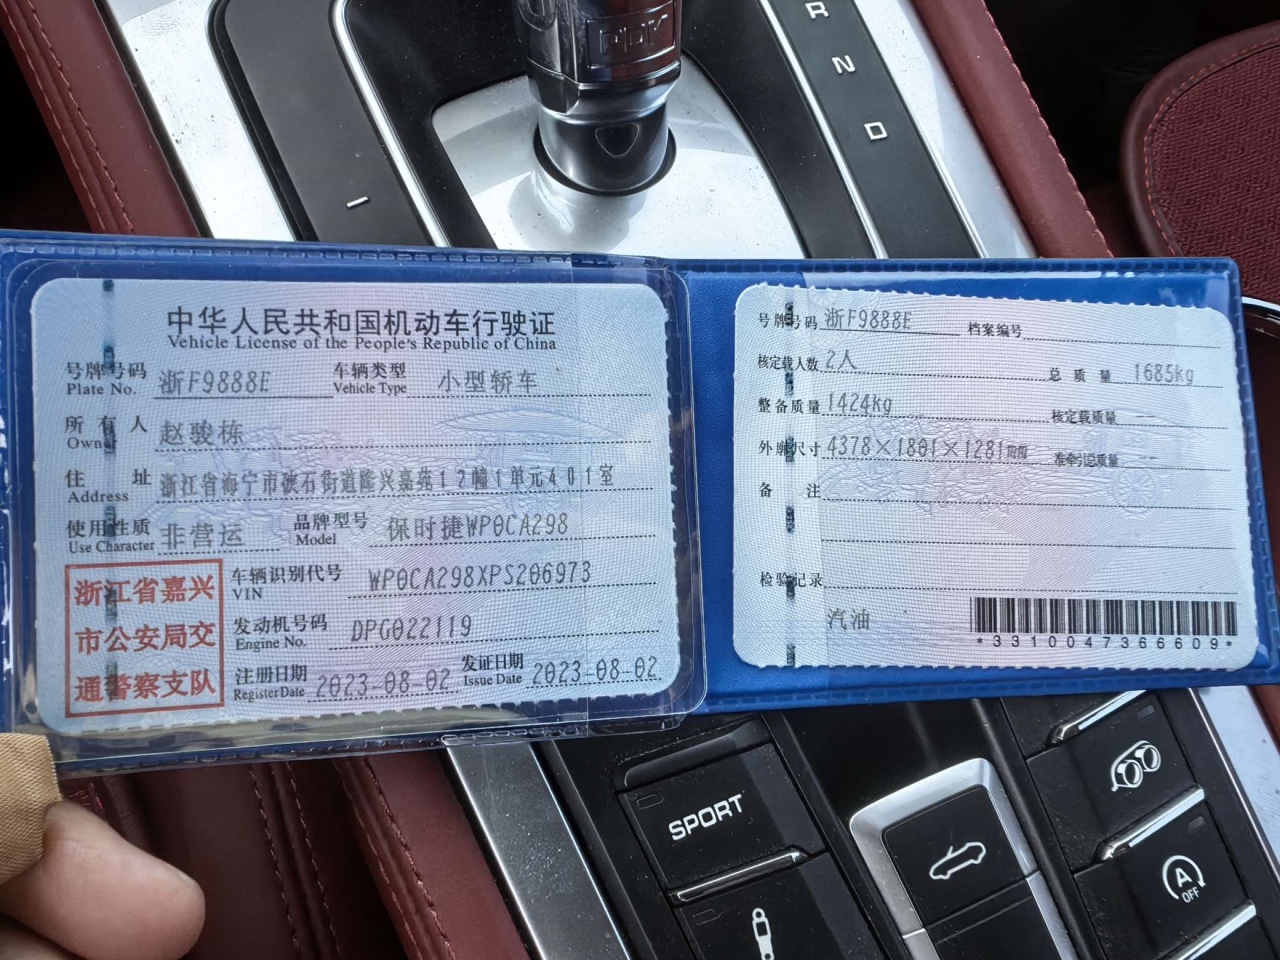 R
N
D
中华人民共和国机动车行驶证
Vehicle License of the People's Republic of China
号牌号码 浙F9888E 车辆类型 小型轿车
Plate No. Vehicle Type
所有人 赵骏栋
Owner
住址 浙江省海宁市硖石街道隆兴嘉苑12幢1单元401室
Address
使用性质 非营运 品牌型号 保时捷WP0CA298
Use Character Model
浙江省嘉兴
市公安局交
通警察支队
车辆识别代号 WP0CA298XPS206973
VIN
发动机号码 DPG022119
Engine No.
注册日期 2023-08-02 发证日期 2023-08-02
Register Date Issue Date
号牌号码 浙F9888E 档案编号
核定载人数 2人 总质量 1685kg
整备质量 1424kg 核定载质量 --
外廓尺寸 4378×1801×1281mm 准牵引总质量 --
备注
检验记录
汽油
*3310047366609*
SPORT
A
OFF